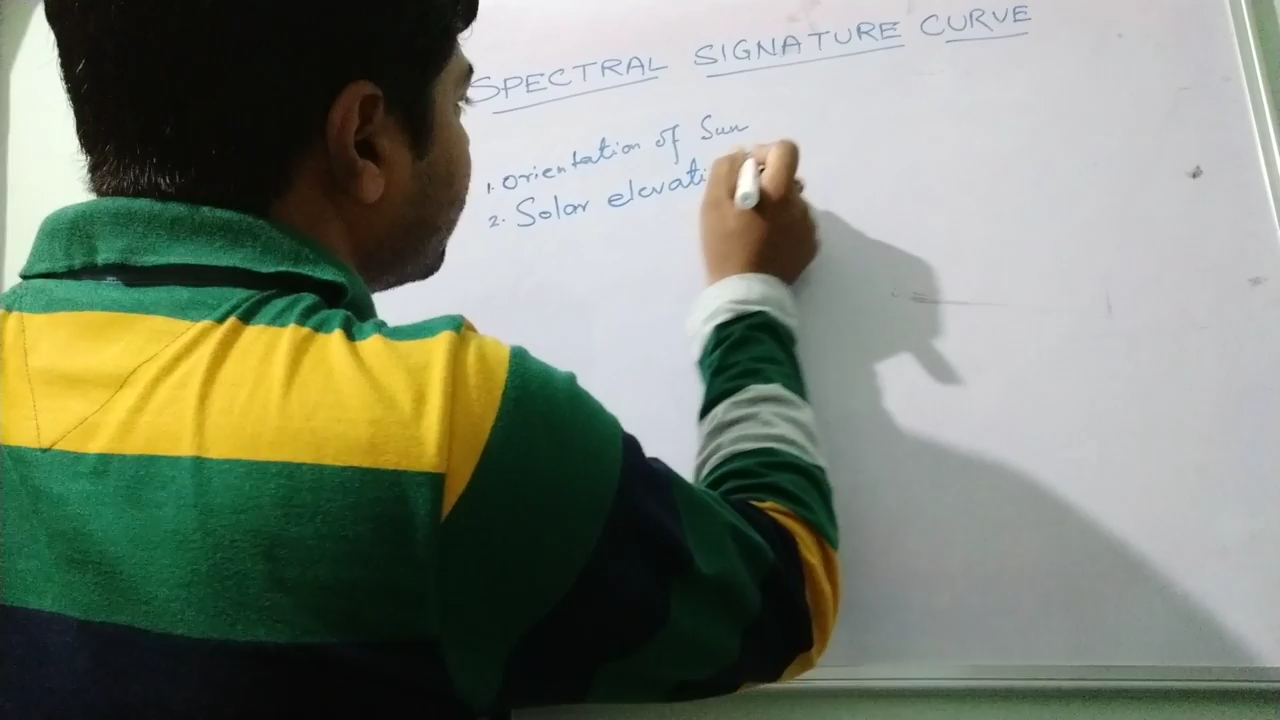 SPECTRAL SIGNATURE CURVE
1. Orientation of Sun
2. Solar elevati